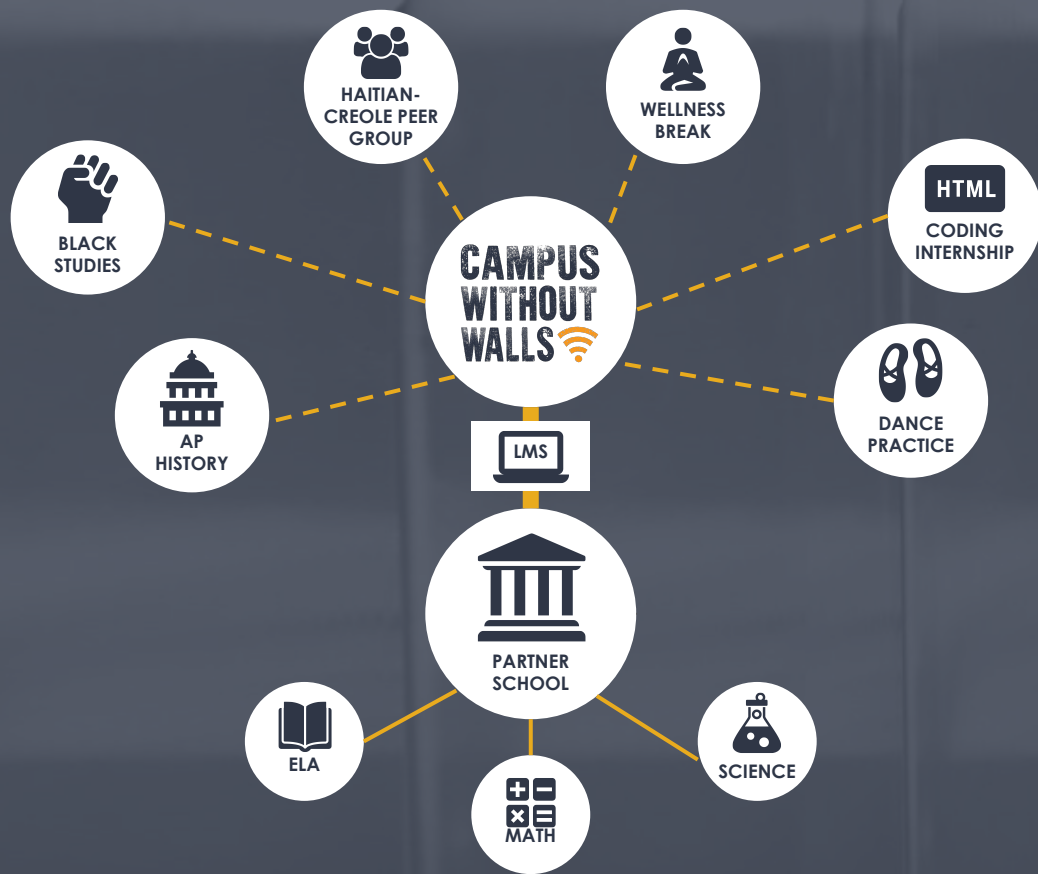 HAITIAN-
CREOLE PEER
GROUP
WELLNESS
BREAK
BLACK
STUDIES
HTML
CODING
INTERNSHIP
CAMPUS
WITHOUT
WALLS
AP
HISTORY
DANCE
PRACTICE
LMS
PARTNER
SCHOOL
ELA
MATH
SCIENCE